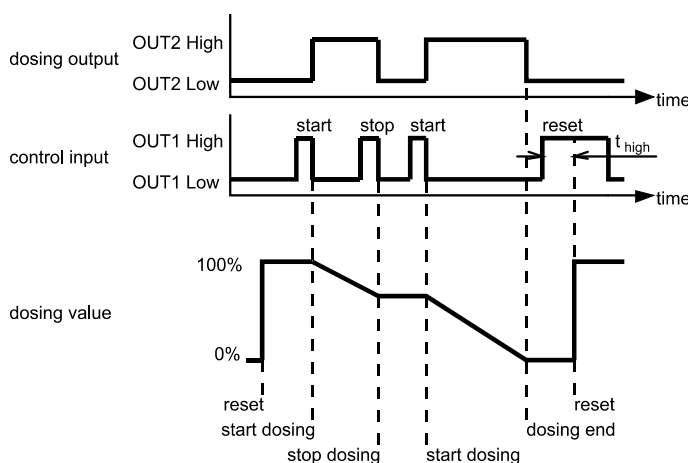 OUT2 High
dosing output
OUT2 Low
time
start stop start reset
OUT1 High
t high
control input
OUT1 Low
time
100%
dosing value
0%
reset reset
start dosing dosing end
stop dosing start dosing